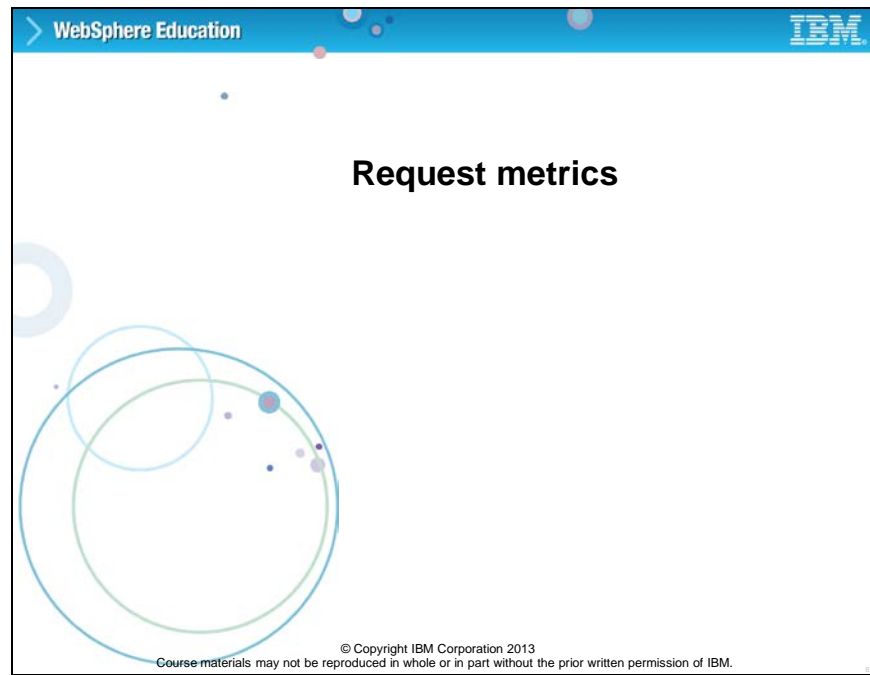 WebSphere Education
IBM
Request metrics
© Copyright IBM Corporation 2013
Course materials may not be reproduced in whole or in part without the prior written permission of IBM.